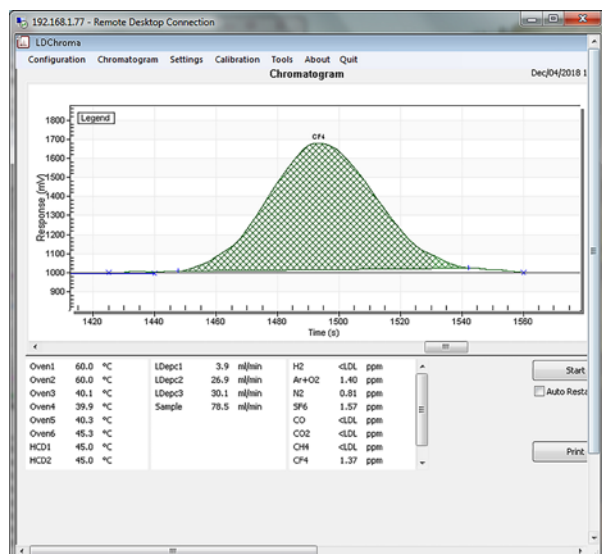 192.168.1.77 - Remote Desktop Connection
LDChroma
Configuration Chromatogram Settings Calibration Tools About Quit
Chromatogram Dec/04/2018 1
Legend
CF4
1800
1700
1600
1500
1400
1300
1200
1100
1000
900
Response (mV)
1420 1440 1460 1480 1500 1520 1540 1560
Time (s)
Oven1 60.0 °C LDepc1 3.9 ml/min H2 <LDL ppm Start
Oven2 60.0 °C LDepc2 26.9 ml/min Ar+O2 1.40 ppm
Oven3 40.1 °C LDepc3 30.1 ml/min N2 0.81 ppm Auto Resta
Oven4 39.9 °C Sample 78.5 ml/min SF6 1.57 ppm
Oven5 40.3 °C CO <LDL ppm
Oven6 45.3 °C CO2 <LDL ppm
HCD1 45.0 °C CH4 <LDL ppm Print
HCD2 45.0 °C CF4 1.37 ppm